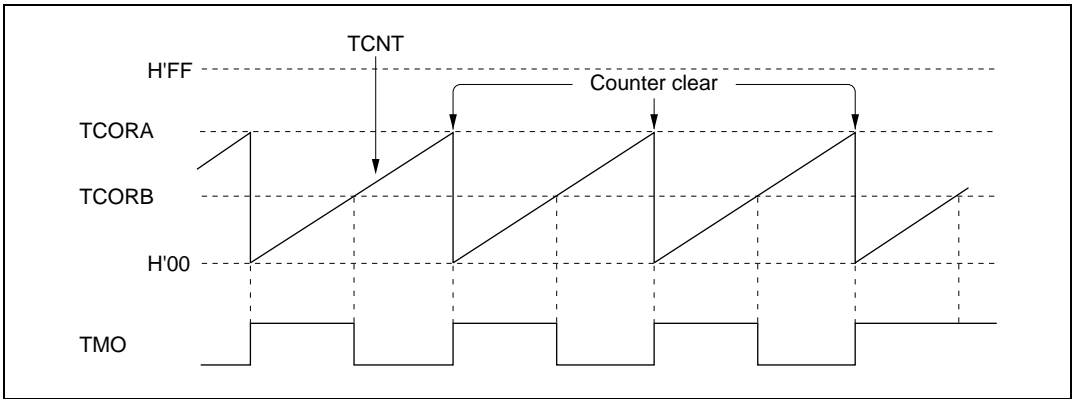 TCNT
H'FF
Counter clear
TCORA
TCORB
H'00
TMO